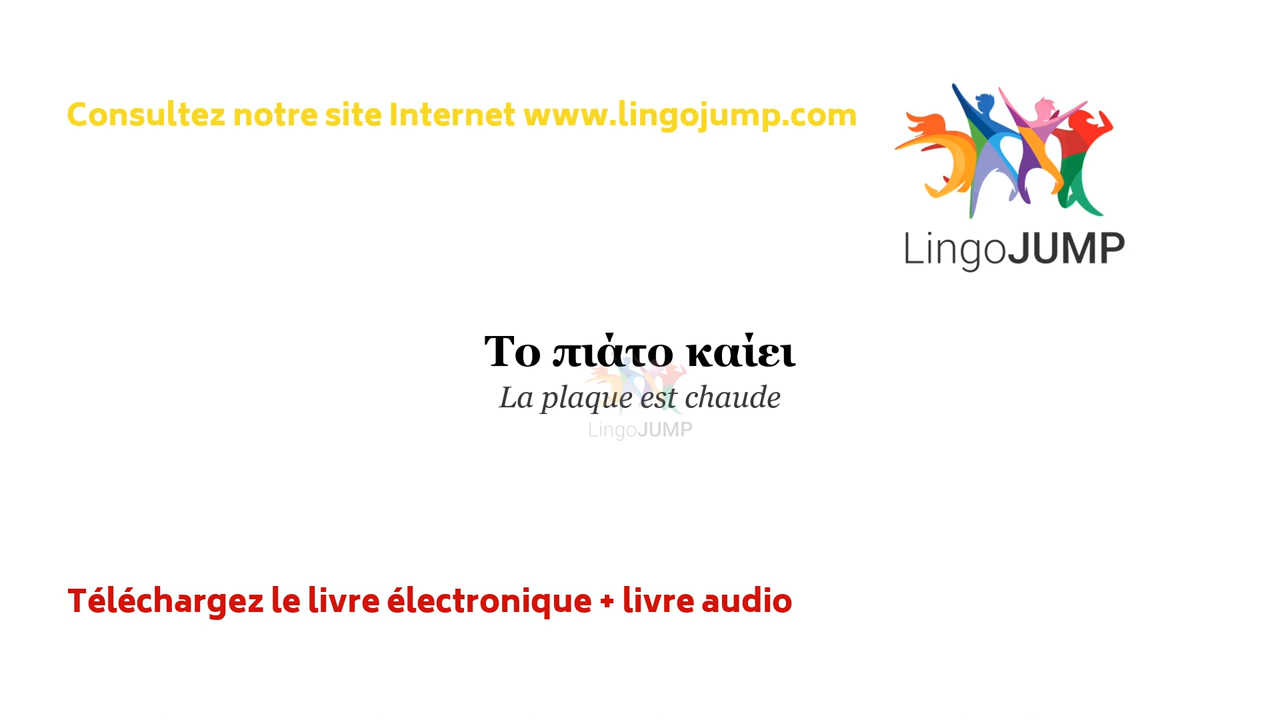 Consultez notre site Internet www.lingojump.com
LingoJUMP
Το πιάτο καίει
La plaque est chaude
LingoJUMP
Téléchargez le livre électronique + livre audio